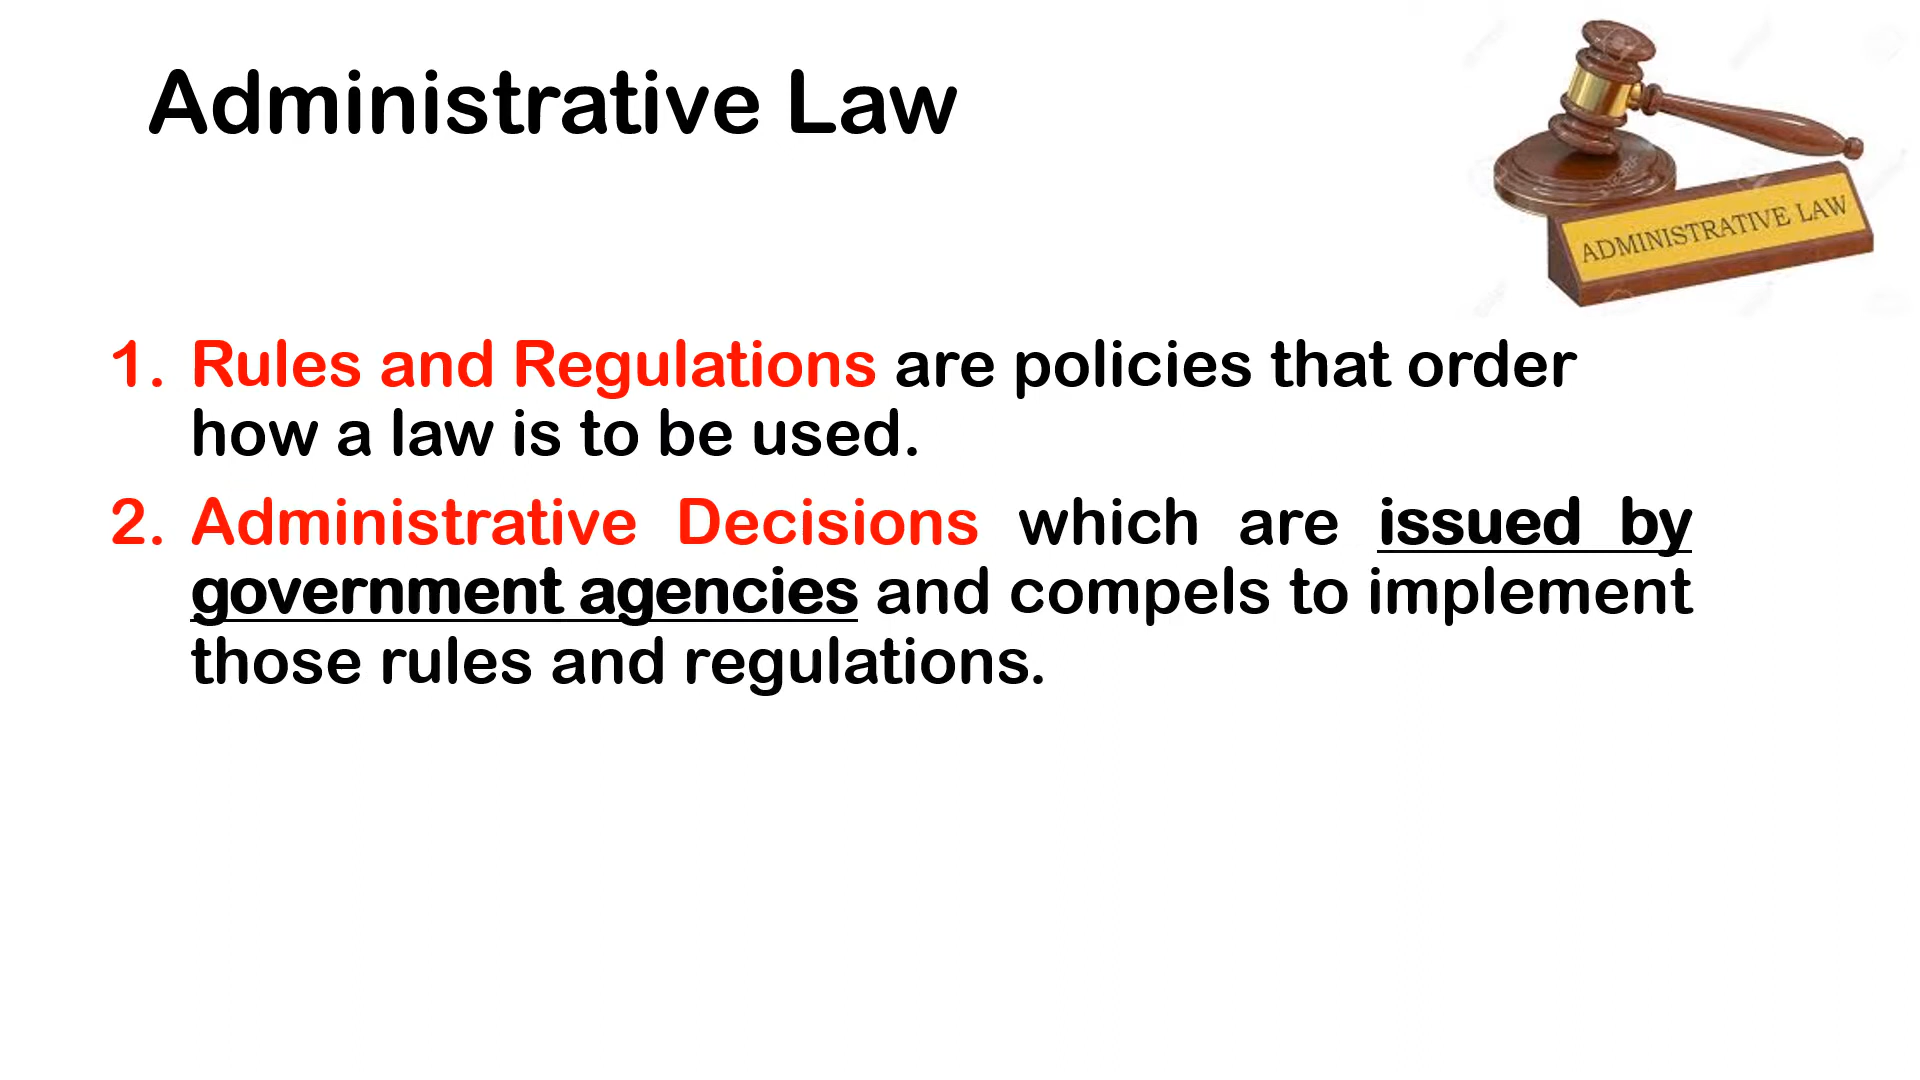 Administrative Law
ADMINISTRATIVE LAW
1. Rules and Regulations are policies that order
how a law is to be used.
2. Administrative Decisions which are issued by
government agencies and compels to implement
those rules and regulations.